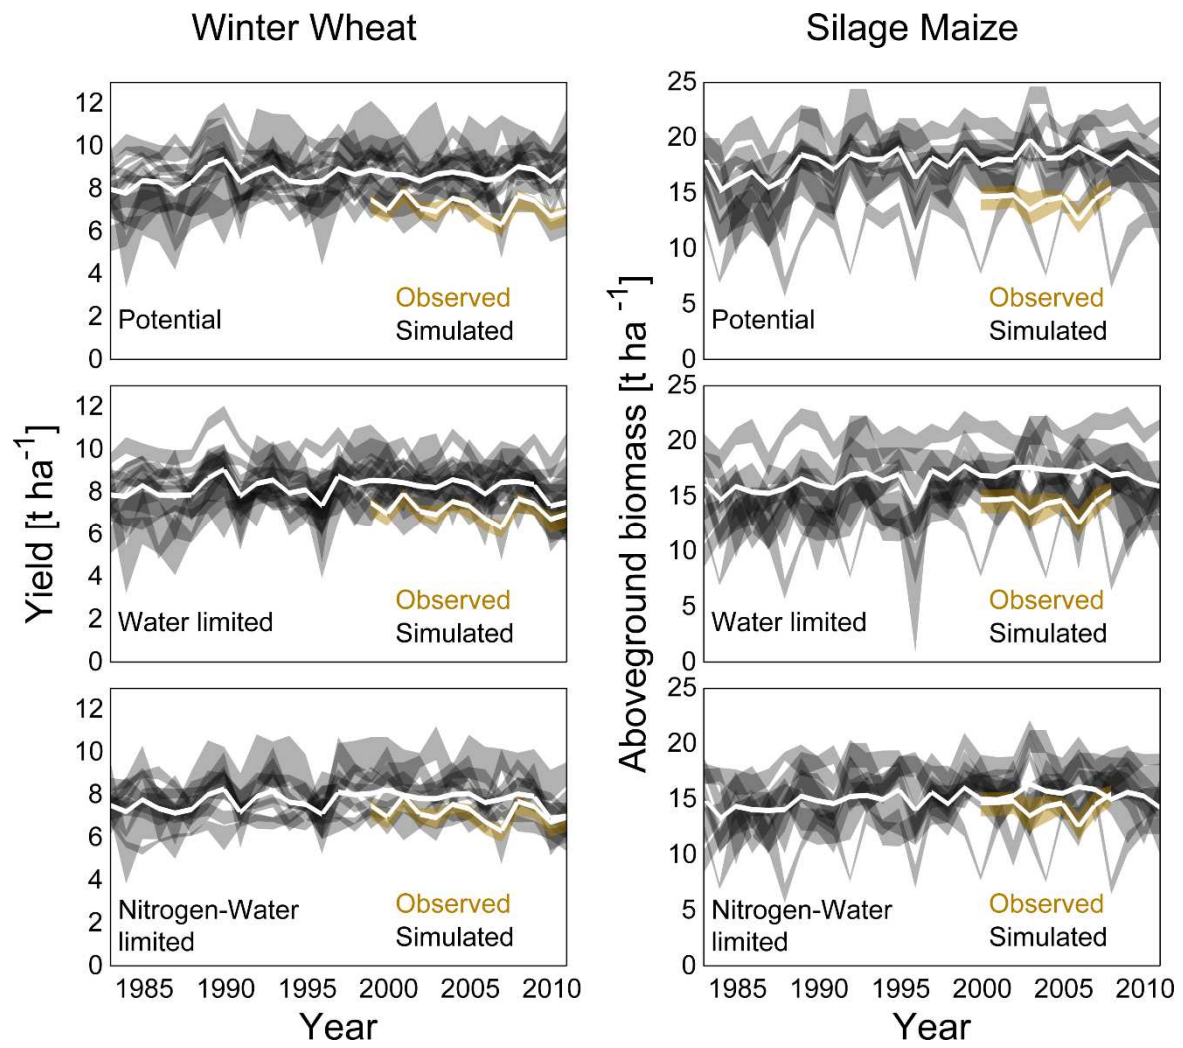 Winter Wheat
Silage Maize
Yield [t ha-1]
12
10
8
6
4
2
0
Potential
Observed
Simulated
12
10
8
6
4
2
0
Water limited
Observed
Simulated
12
10
8
6
4
2
0
Nitrogen-Water
limited
Observed
Simulated
1985 1990 1995 2000 2005 2010
Year
Aboveground biomass [t ha -1]
25
20
15
10
5
0
Potential
Observed
Simulated
25
20
15
10
5
0
Water limited
Observed
Simulated
25
20
15
10
5
0
Nitrogen-Water
limited
Observed
Simulated
1985 1990 1995 2000 2005 2010
Year